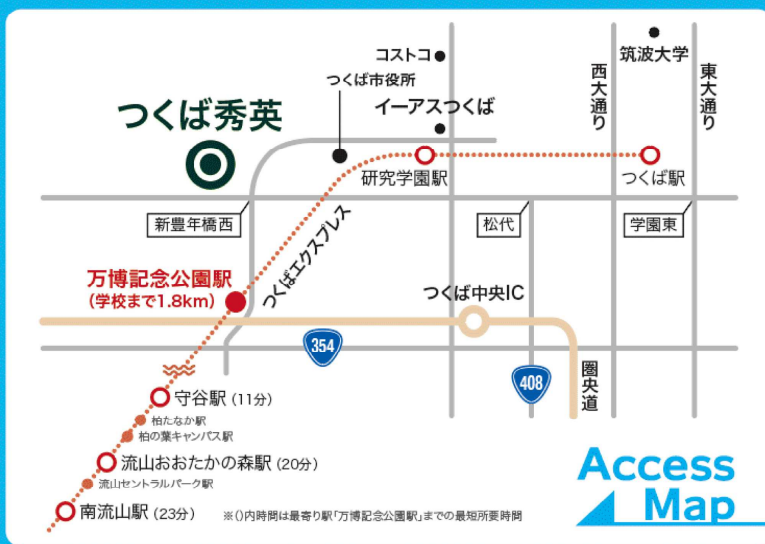 コストコ
つくば市役所
イーアスつくば
つくば秀英
筑波大学
西大通り
東大通り
研究学園駅
つくば駅
新豊年橋西
松代
学園東
つくばエクスプレス
万博記念公園駅
(学校まで1.8km)
つくば中央IC
354
408
圏央道
守谷駅 (11分)
柏たなか駅
柏の葉キャンパス駅
流山おおたかの森駅 (20分)
流山セントラルパーク駅
南流山駅 (23分)
※()内時間は最寄り駅「万博記念公園駅」までの最短所要時間
Access
Map